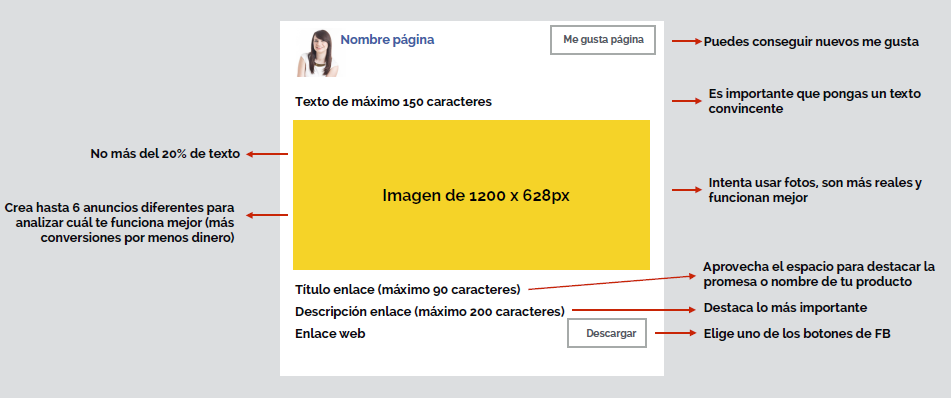 Nombre página
Me gusta página
Puedes conseguir nuevos me gusta
Texto de máximo 150 caracteres
Es importante que pongas un texto
convincente
No más del 20% de texto
Imagen de 1200 x 628px
Intenta usar fotos, son más reales y
funcionan mejor
Crea hasta 6 anuncios diferentes para
analizar cuál te funciona mejor (más
conversiones por menos dinero)
Título enlace (máximo 90 caracteres)
Aprovecha el espacio para destacar la
promesa o nombre de tu producto
Descripción enlace (máximo 200 caracteres)
Destaca lo más importante
Enlace web
Descargar
Elige uno de los botones de FB